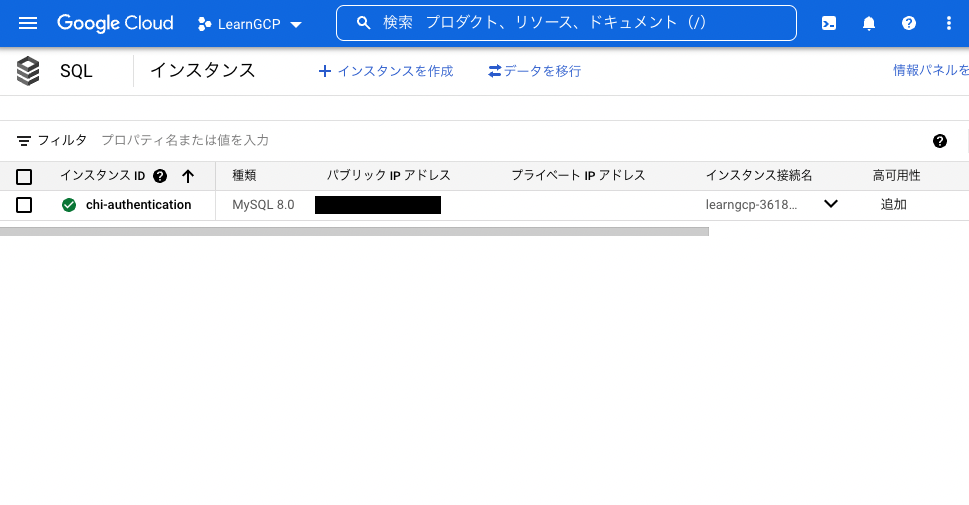 Google Cloud LearnGCP 検索 プロダクト、リソース、ドキュメント（/）
SQL インスタンス インスタンスを作成 データを移行 情報パネルを
フィルタ プロパティ名または値を入力
インスタンス ID 種類 パブリック IP アドレス プライベート IP アドレス インスタンス接続名 高可用性
chi-authentication MySQL 8.0 learngcp-3618… 追加